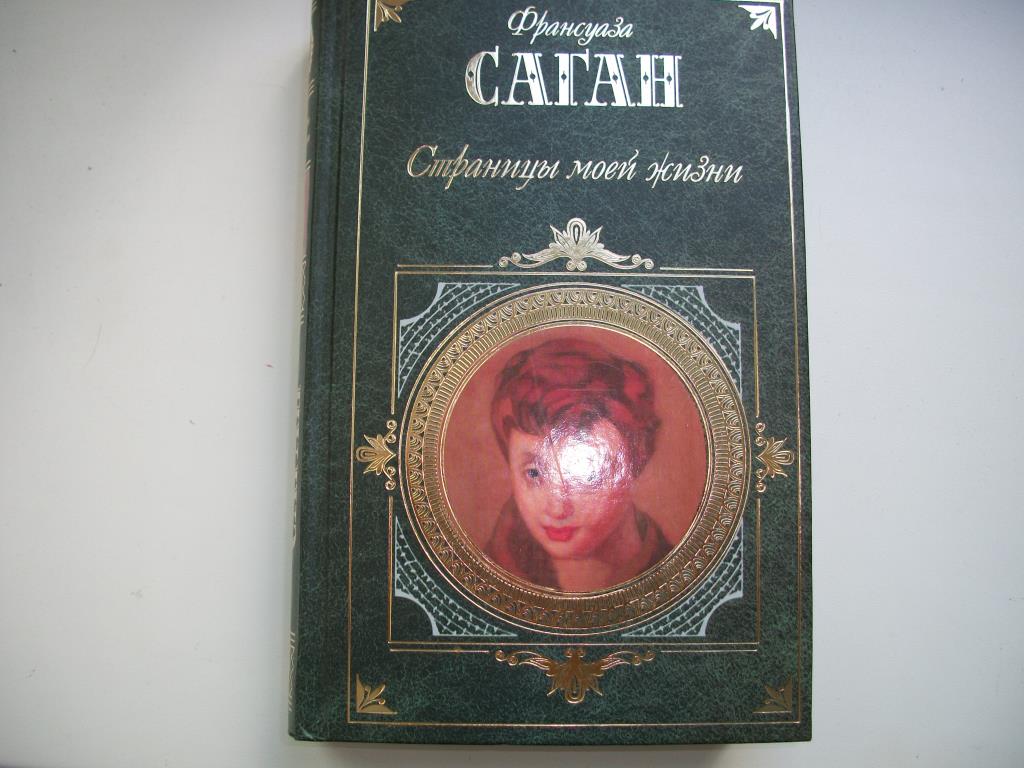 Франсуаза
САГАН
Страницы моей жизни